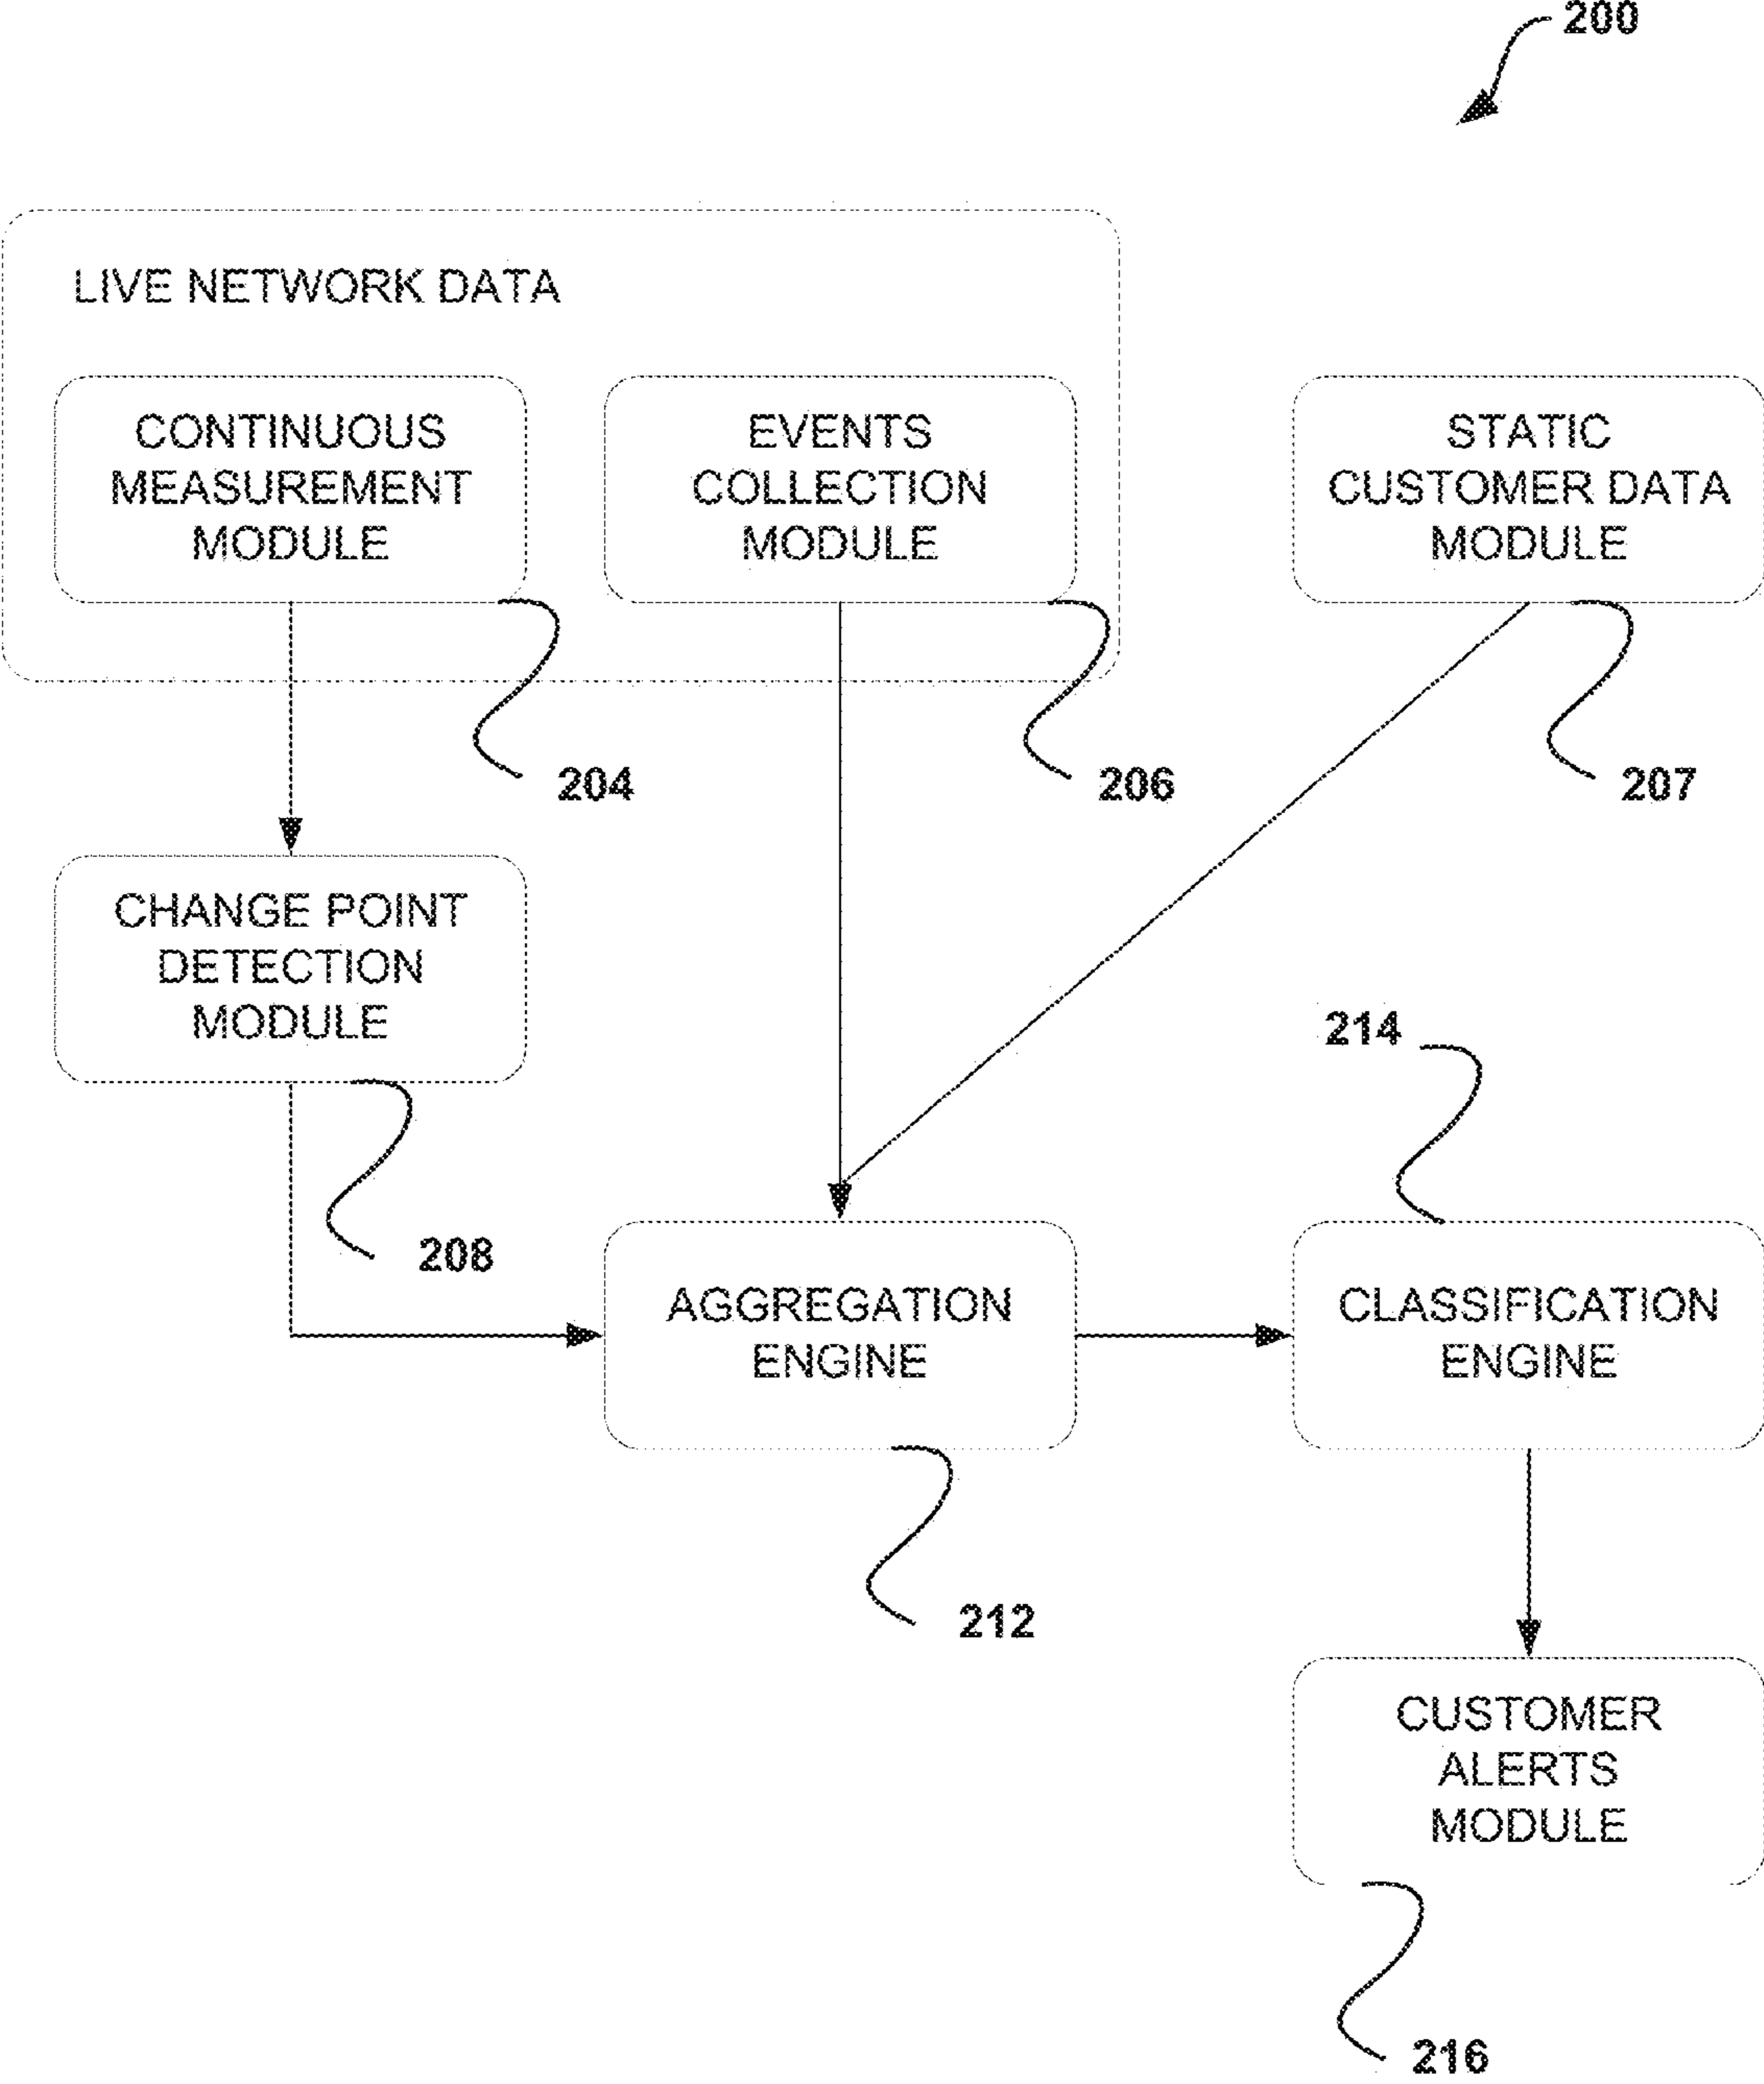 200
LIVE NETWORK DATA
CONTINUOUS
MEASUREMENT
MODULE
EVENTS
COLLECTION
MODULE
STATIC
CUSTOMER DATA
MODULE
204
206
207
CHANGE POINT
DETECTION
MODULE
214
208
AGGREGATION
ENGINE
CLASSIFICATION
ENGINE
212
CUSTOMER
ALERTS
MODULE
216